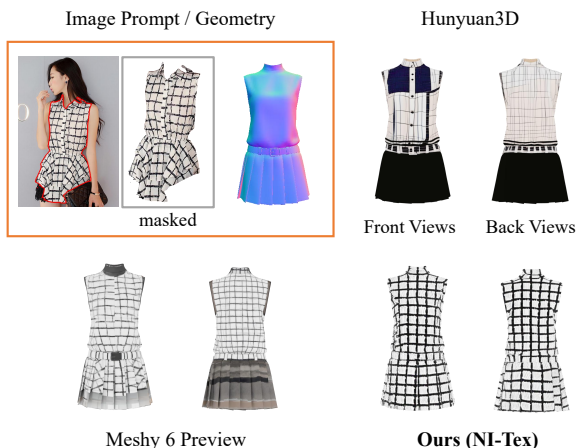 Image Prompt / Geometry
Hunyuan3D
masked
Front Views
Back Views
Meshy 6 Preview
Ours (NI-Tex)